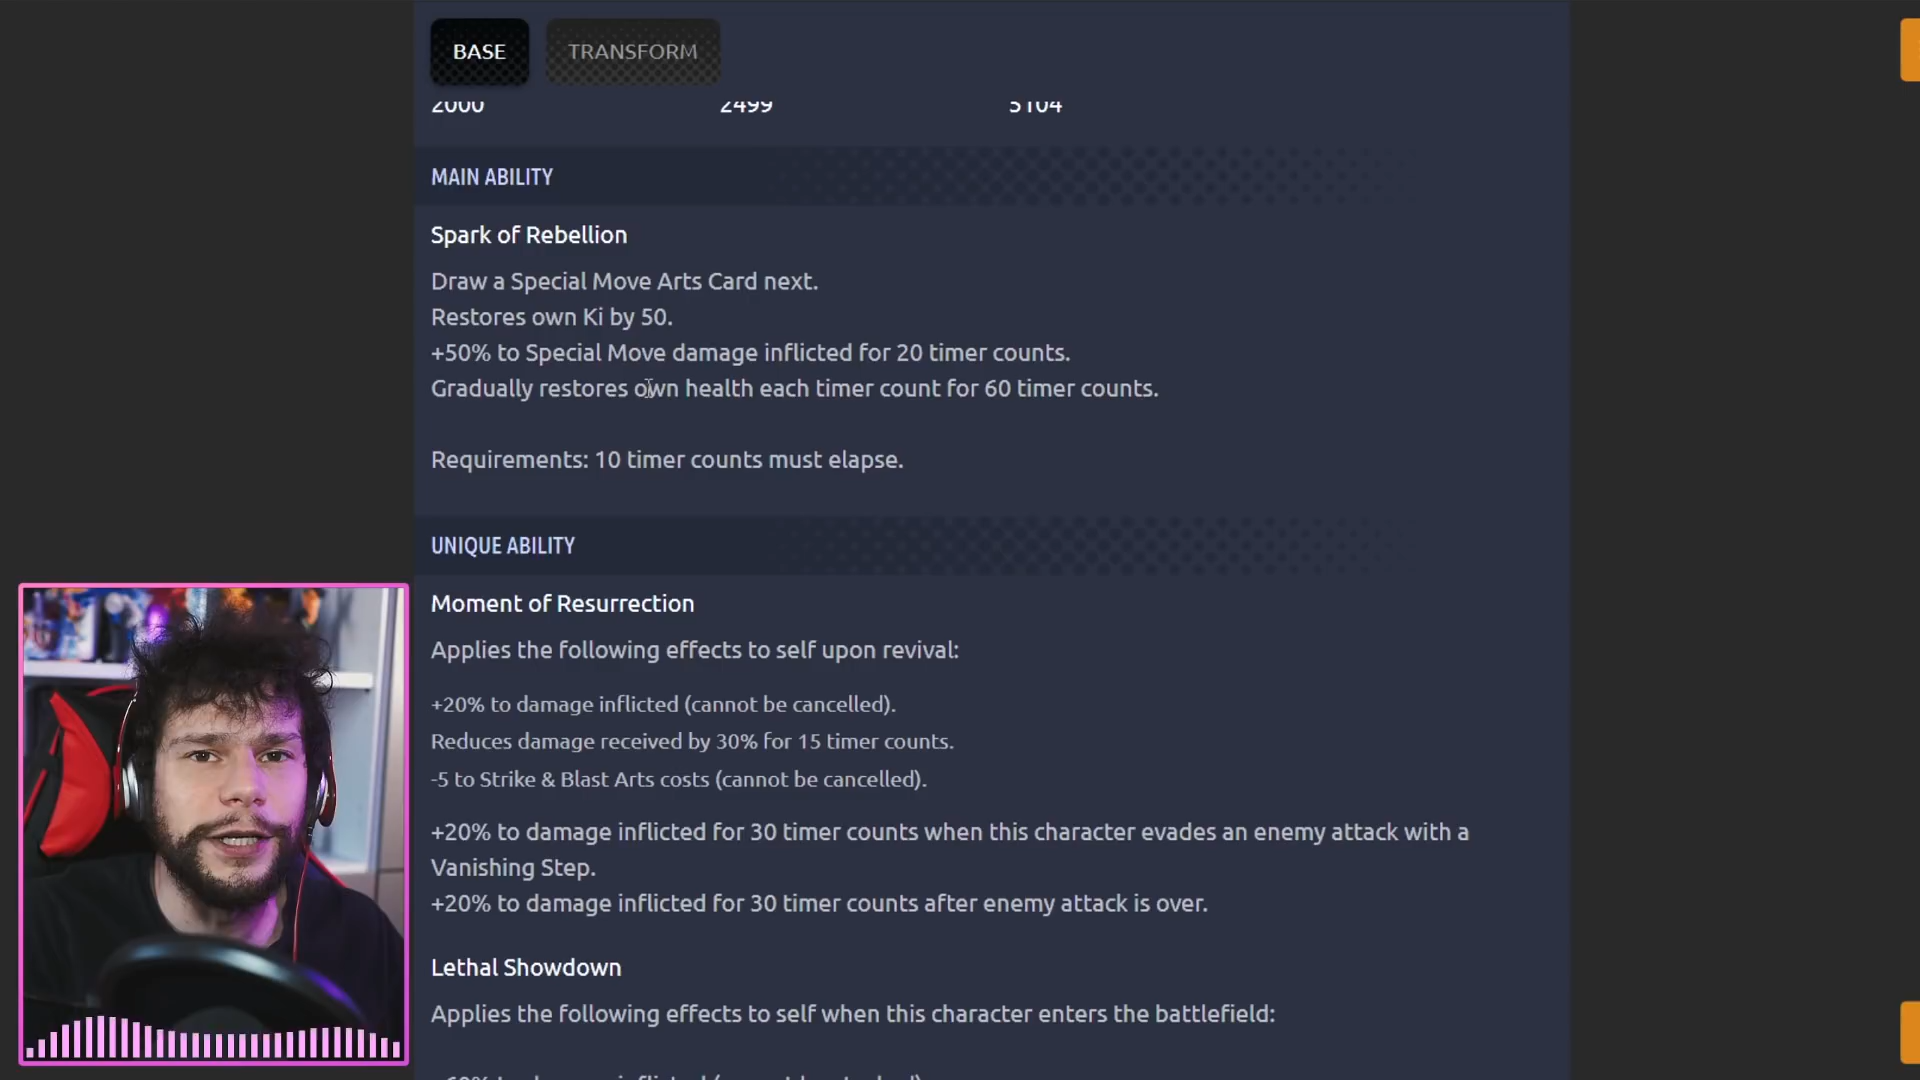 BASE
TRANSFORM
2000 2499 5104
MAIN ABILITY
Spark of Rebellion
Draw a Special Move Arts Card next.
Restores own Ki by 50.
+50% to Special Move damage inflicted for 20 timer counts.
Gradually restores own health each timer count for 60 timer counts.
Requirements: 10 timer counts must elapse.
UNIQUE ABILITY
Moment of Resurrection
Applies the following effects to self upon revival:
+20% to damage inflicted (cannot be cancelled).
Reduces damage received by 30% for 15 timer counts.
-5 to Strike & Blast Arts costs (cannot be cancelled).
+20% to damage inflicted for 30 timer counts when this character evades an enemy attack with a
Vanishing Step.
+20% to damage inflicted for 30 timer counts after enemy attack is over.
Lethal Showdown
Applies the following effects to self when this character enters the battlefield: